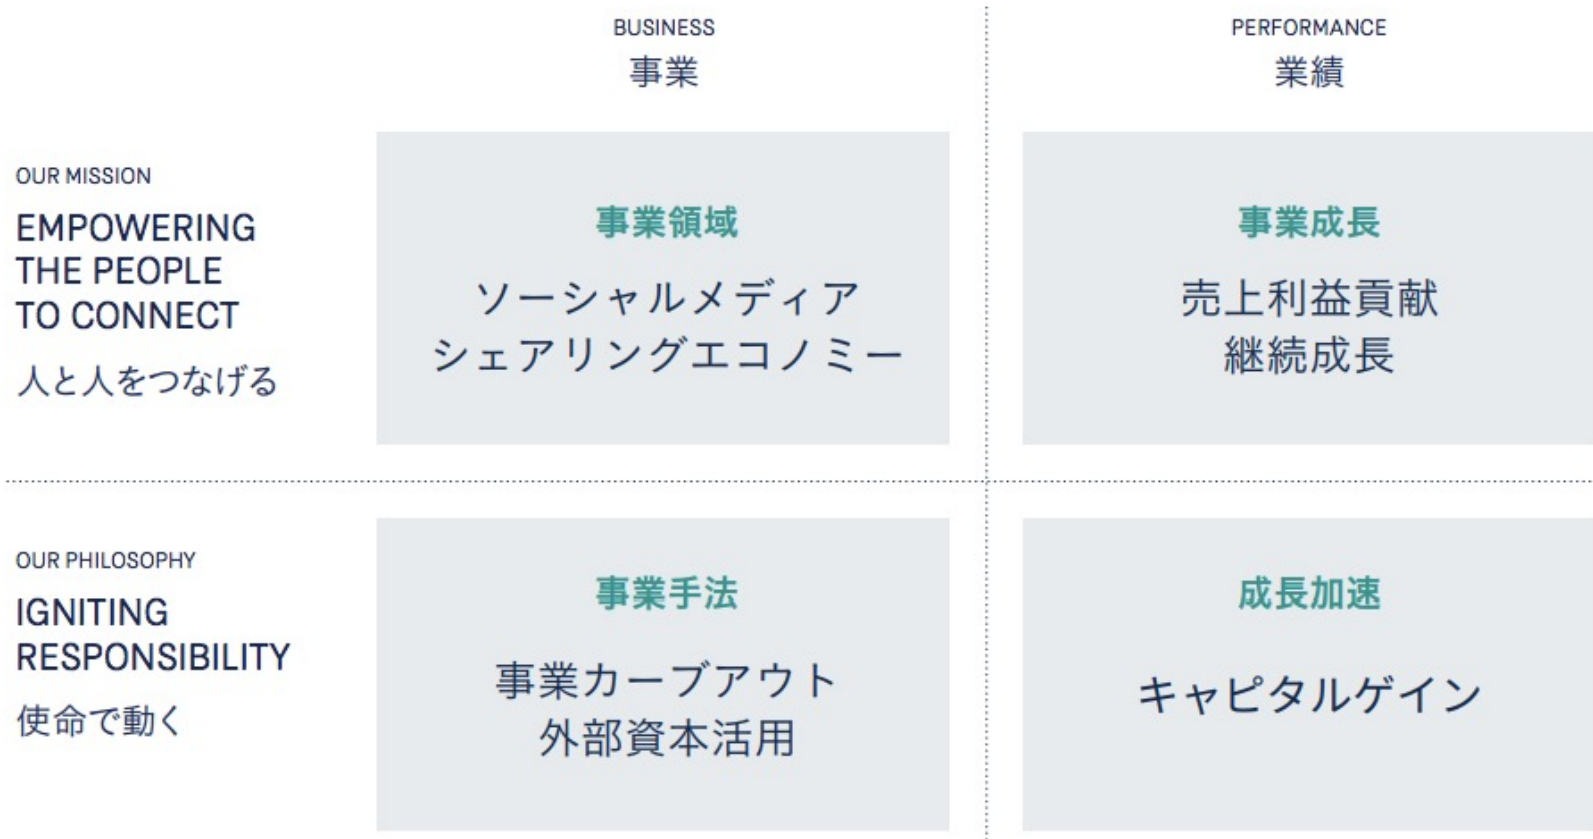 BUSINESS
事業
PERFORMANCE
業績
OUR MISSION
EMPOWERING
THE PEOPLE
TO CONNECT
人と人をつなげる
事業領域
ソーシャルメディア
シェアリングエコノミー
事業成長
売上利益貢献
継続成長
OUR PHILOSOPHY
IGNITING
RESPONSIBILITY
使命で動く
事業手法
事業カーブアウト
外部資本活用
成長加速
キャピタルゲイン